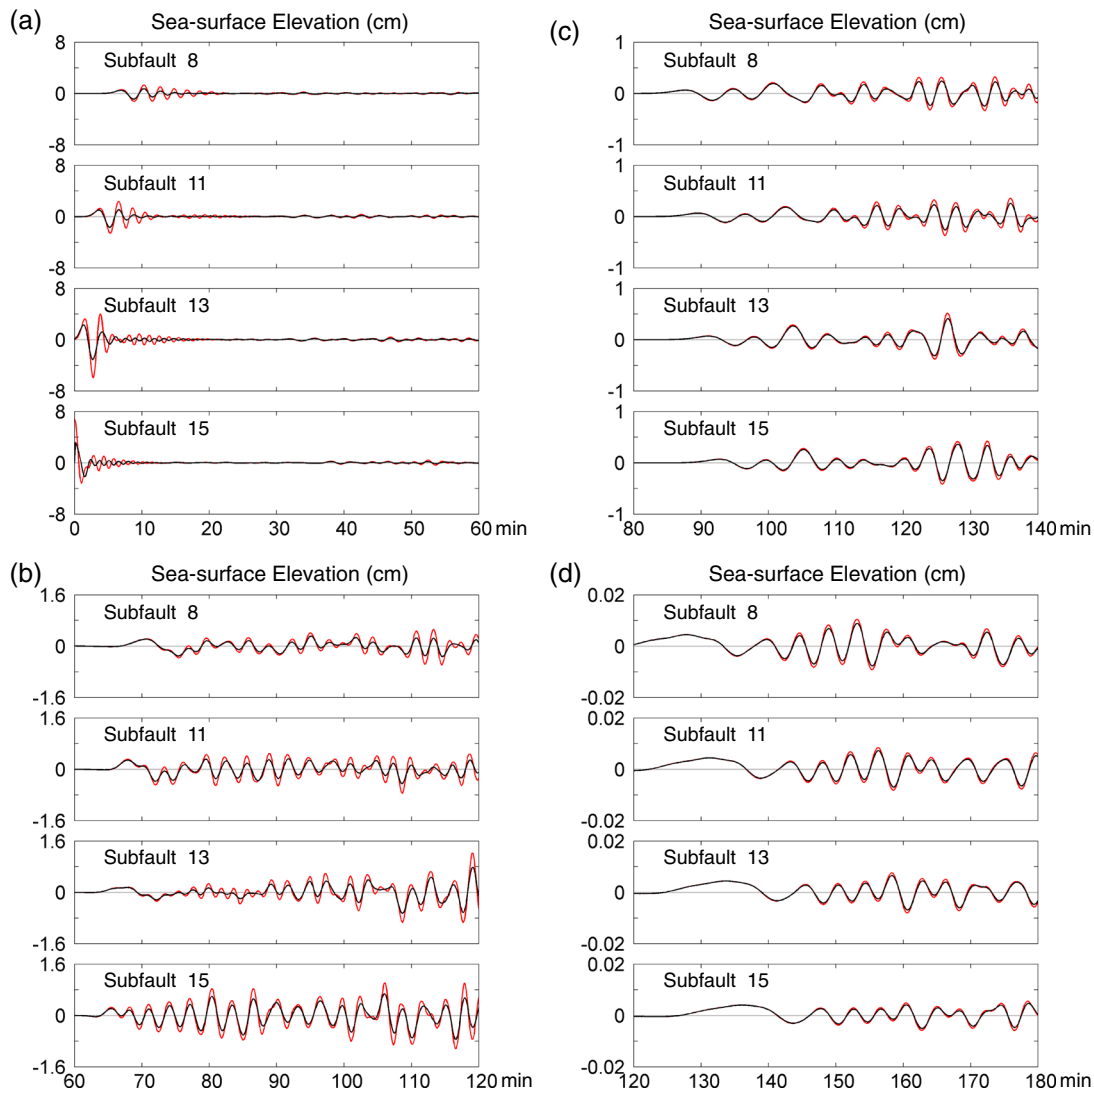 (a)
Sea-surface Elevation (cm)
8
Subfault 8
0
-8
8
Subfault 11
0
-8
8
Subfault 13
0
-8
8
Subfault 15
0
-8
0 10 20 30 40 50 60 min
(c)
Sea-surface Elevation (cm)
1
Subfault 8
0
-1
1
Subfault 11
0
-1
1
Subfault 13
0
-1
1
Subfault 15
0
-1
80 90 100 110 120 130 140 min
(b)
Sea-surface Elevation (cm)
1.6
Subfault 8
0
-1.6
1.6
Subfault 11
0
-1.6
1.6
Subfault 13
0
-1.6
1.6
Subfault 15
0
-1.6
60 70 80 90 100 110 120 min
(d)
Sea-surface Elevation (cm)
0.02
Subfault 8
0
-0.02
0.02
Subfault 11
0
-0.02
0.02
Subfault 13
0
-0.02
0.02
Subfault 15
0
-0.02
120 130 140 150 160 170 180 min